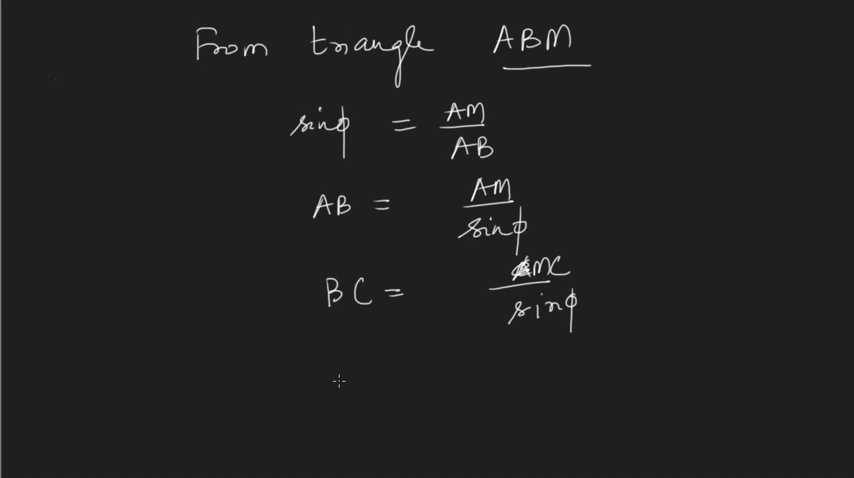 From triangle ABM
sinϕ = AM/AB
AB = AM/sinϕ
BC = MC/sinϕ